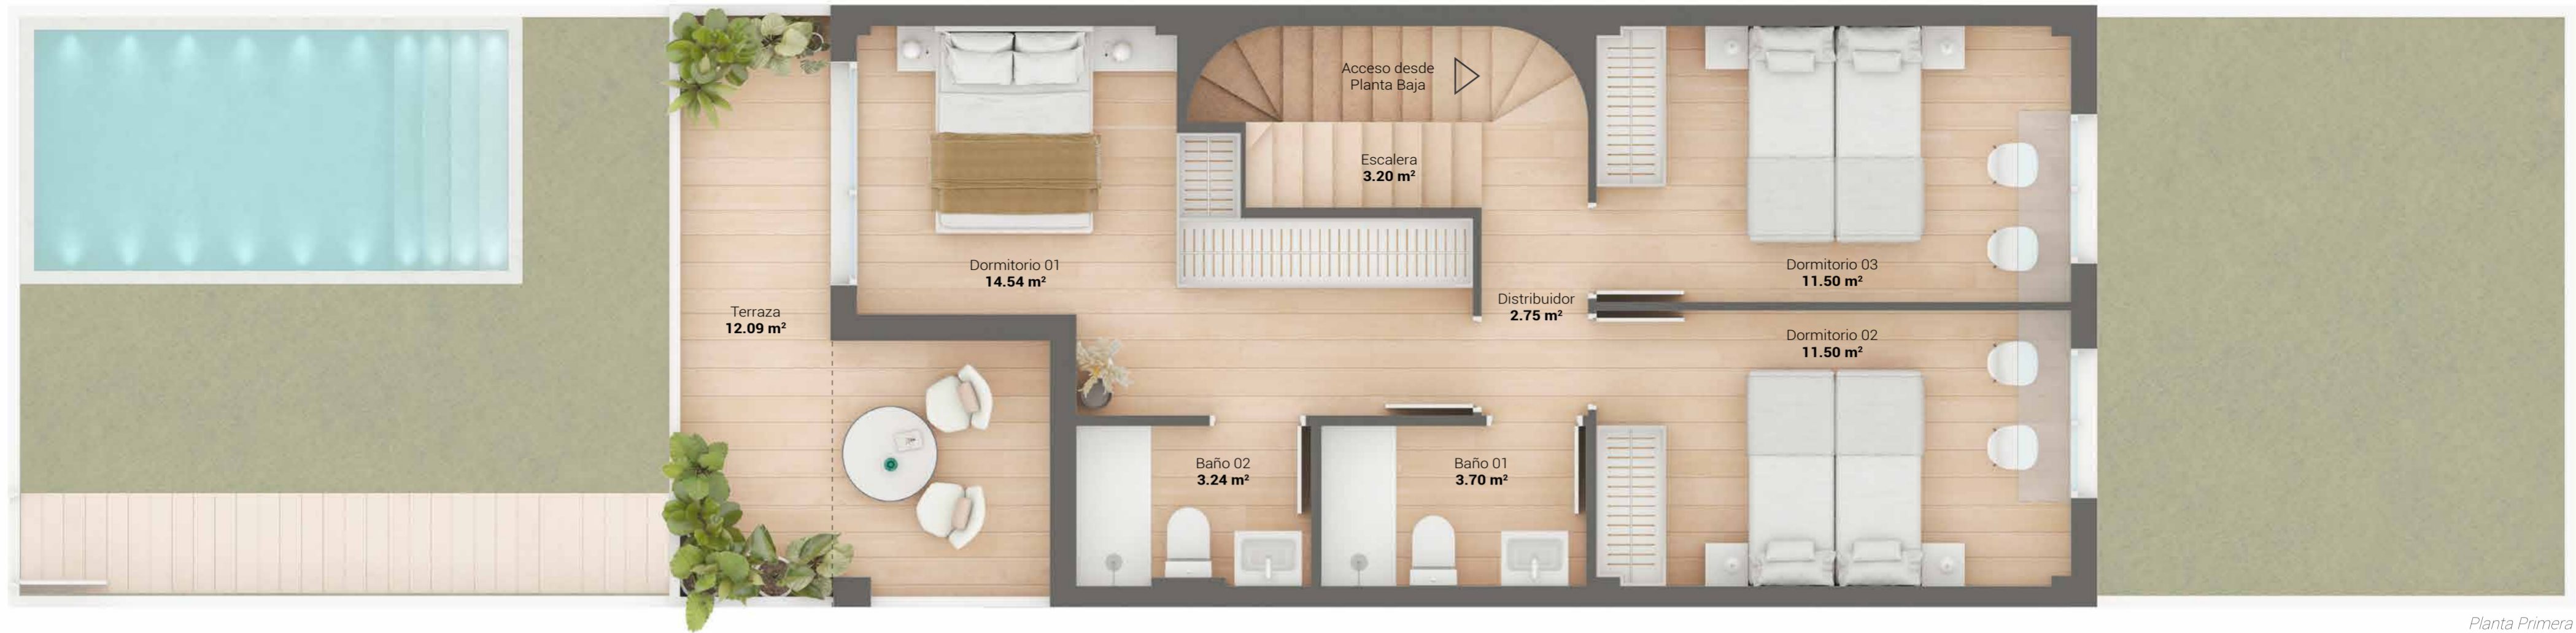 Acceso desde
Planta Baja
Escalera
3.20 m²
Dormitorio 01
14.54 m²
Dormitorio 03
11.50 m²
Terraza
12.09 m²
Distribuidor
2.75 m²
Dormitorio 02
11.50 m²
Baño 02
3.24 m²
Baño 01
3.70 m²
Planta Primera